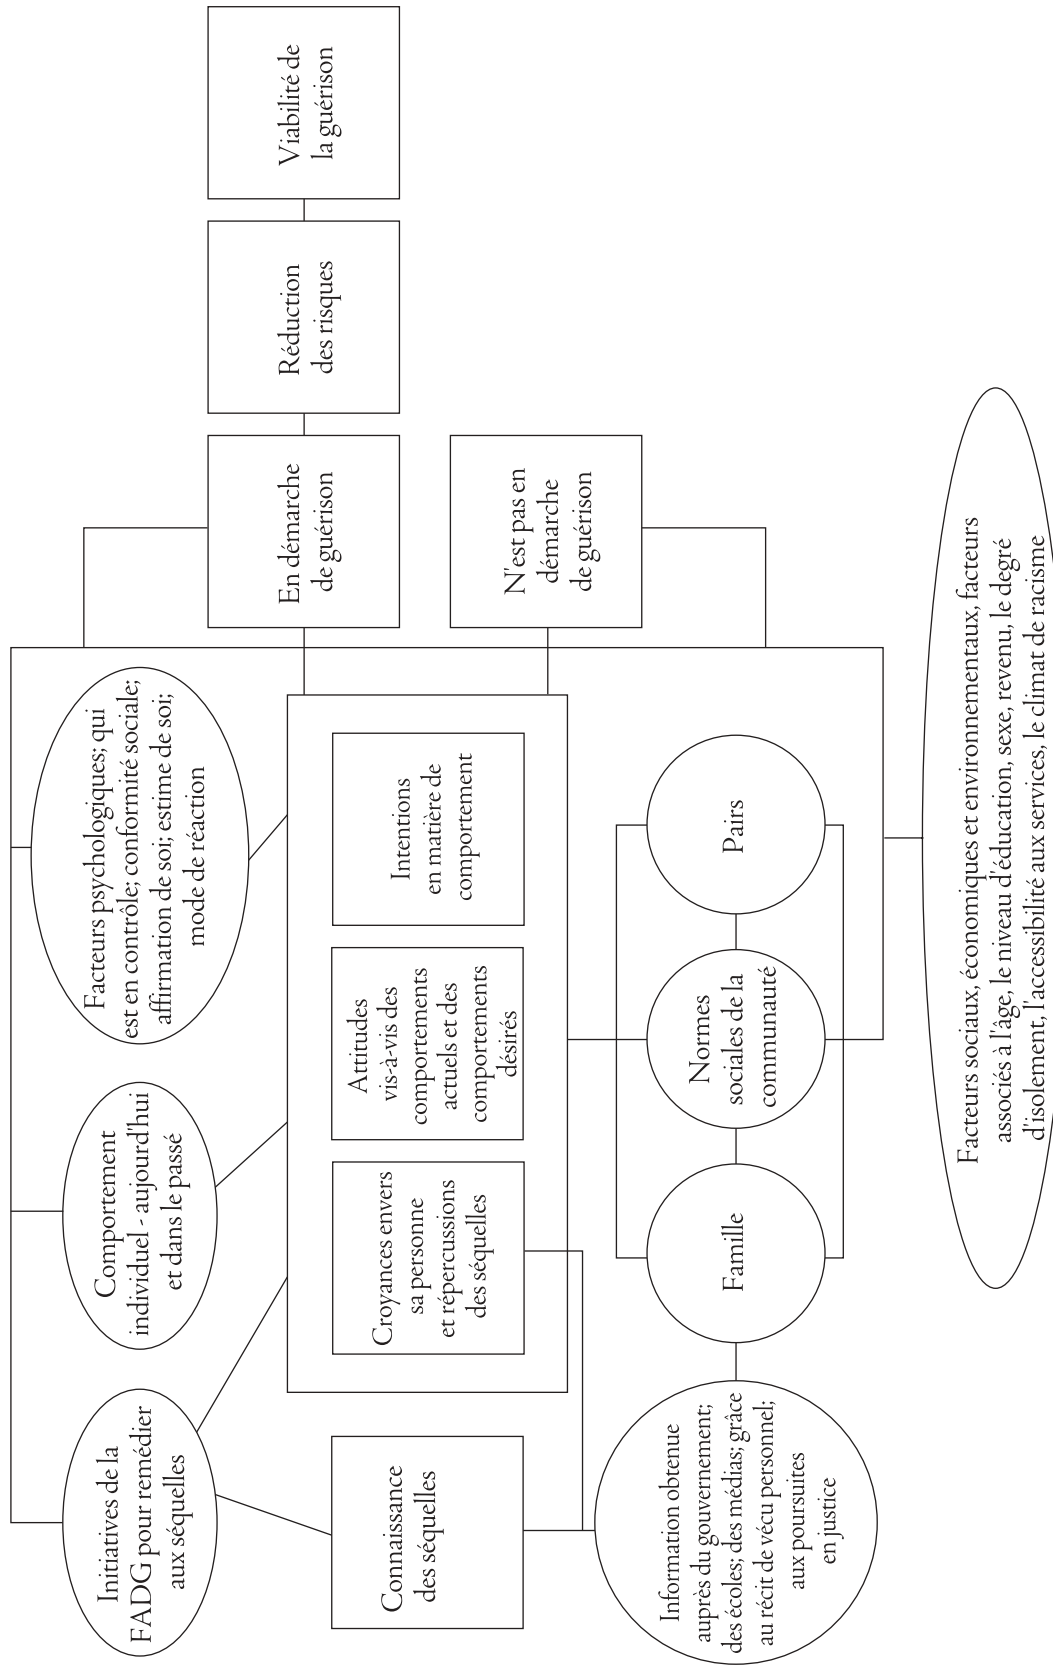 Initiatives de la
FADG pour remédier
aux séquelles
Comportement
individuel - aujourd'hui
et dans le passé
Facteurs psychologiques; qui
est en contrôle; conformité sociale;
affirmation de soi; estime de soi;
mode de réaction
En démarche
de guérison
Réduction
des risques
Viabilité de
la guérison
Connaissance
des séquelles
Croyances envers
sa personne
et répercussions
des séquelles
Attitudes
vis-à-vis des
comportements
actuels et des
comportements
désirés
Intentions
en matière de
comportement
N'est pas en
démarche
de guérison
Information obtenue
auprès du gouvernement;
des écoles; des médias; grâce
au récit de vécu personnel;
aux poursuites
en justice
Famille
Normes
sociales de la
communauté
Pairs
Facteurs sociaux, économiques et environnementaux, facteurs
associés à l'âge, le niveau d'éducation, sexe, revenu, le degré
d'isolement, l'accessibilité aux services, le climat de racisme